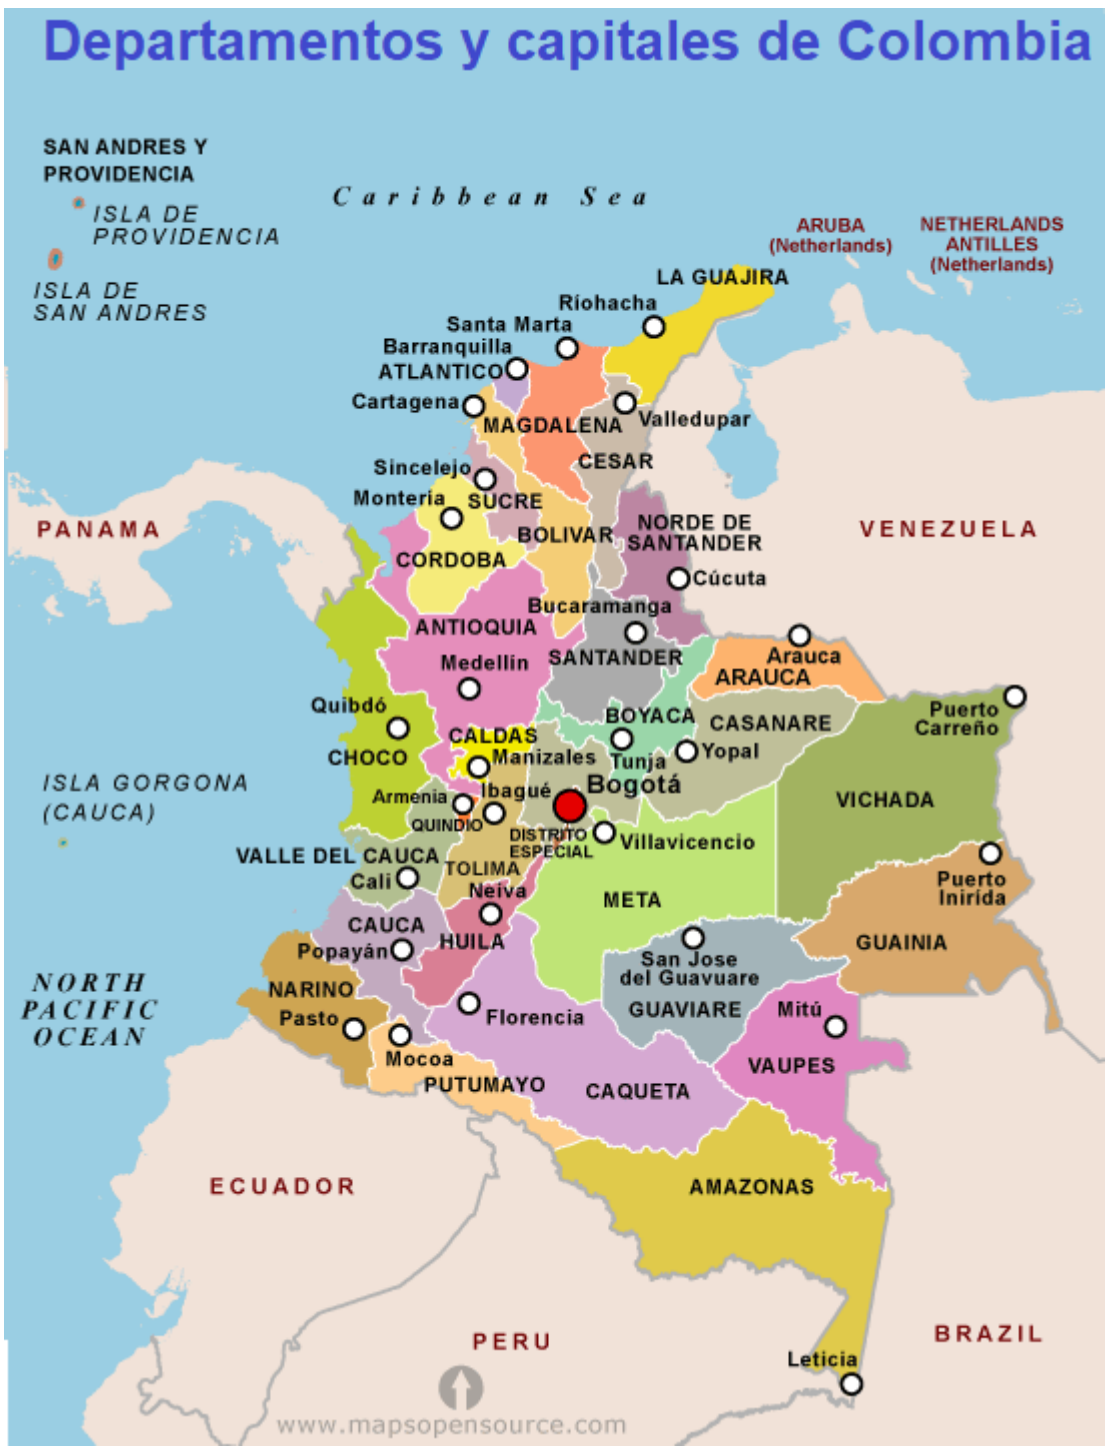 Departamentos y capitales de Colombia
SAN ANDRES Y
PROVIDENCIA
ISLA DE
PROVIDENCIA
ISLA DE
SAN ANDRES
Caribbean Sea
ARUBA
(Netherlands)
NETHERLANDS
ANTILLES
(Netherlands)
LA GUAJIRA
Ríohacha
Santa Marta
Barranquilla
ATLANTICO
Cartagena
MAGDALENA
Valledupar
CESAR
Sincelejo
SUCRE
Montería
PANAMA
CORDOBA
BOLIVAR
NORDE DE
SANTANDER
VENEZUELA
Cúcuta
Bucaramanga
ANTIOQUIA
SANTANDER
Medellín
Arauca
ARAUCA
Quibdó
CHOCO
BOYACA
CASANARE
Puerto
Carreño
CALDAS
Manizales
Tunja
Yopal
ISLA GORGONA
(CAUCA)
Armenia
Ibagué
Bogotá
VICHADA
QUINDIO
DISTRITO
ESPECIAL
Villavicencio
VALLE DEL CAUCA
TOLIMA
Cali
Neiva
Puerto
Inirída
META
CAUCA
HUILA
Popayán
GUAINIA
San Jose
del Guavuare
NORTH
PACIFIC
OCEAN
NARINO
Pasto
Florencia
GUAVIARE
Mitú
Mocoa
PUTUMAYO
CAQUETA
VAUPES
ECUADOR
AMAZONAS
PERU
BRAZIL
Leticia
www.mapsopensource.com